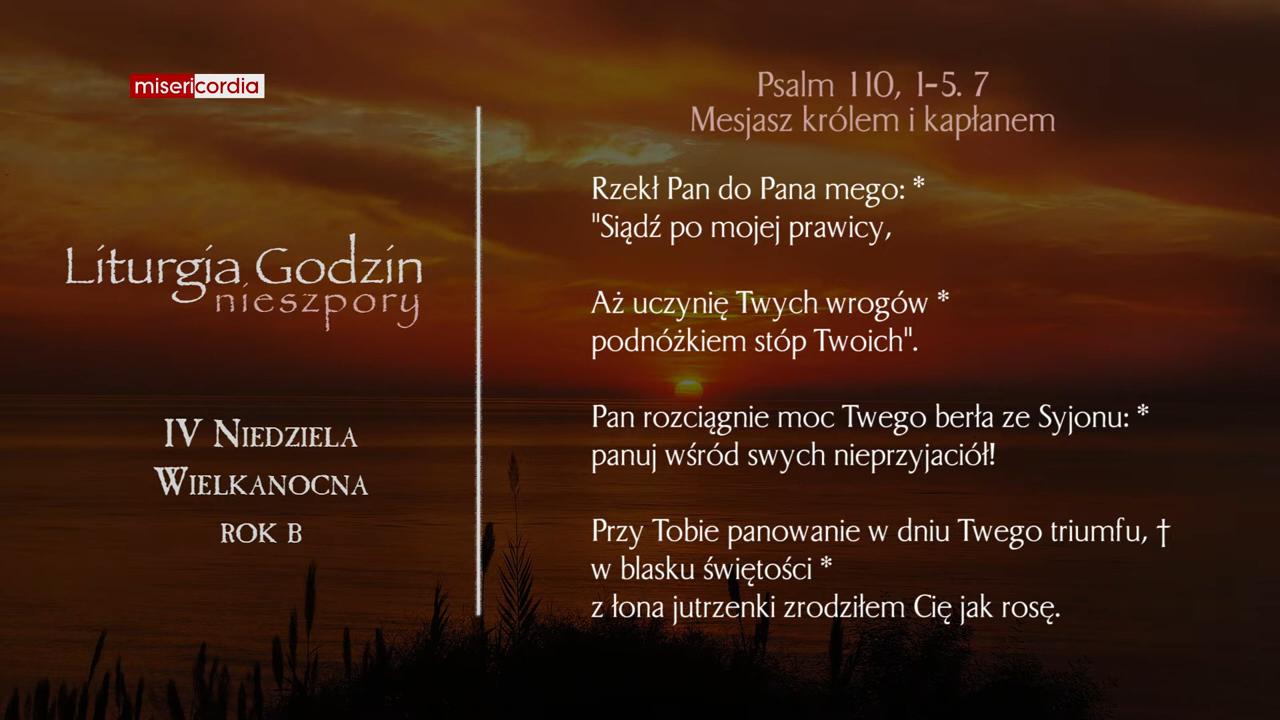 misericordia
Liturgia Godzin
nieszpory
IV Niedziela
Wielkanocna
rok B
Psalm 110, 1-5. 7
Mesjasz królem i kapłanem
Rzekł Pan do Pana mego: *
"Siądź po mojej prawicy,
Aż uczynię Twych wrogów *
podnóżkiem stóp Twoich".
Pan rozciągnie moc Twego berła ze Syjonu: *
panuj wśród swych nieprzyjaciół!
Przy Tobie panowanie w dniu Twego triumfu, †
w blasku świętości *
z łona jutrzenki zrodziłem Cię jak rosę.